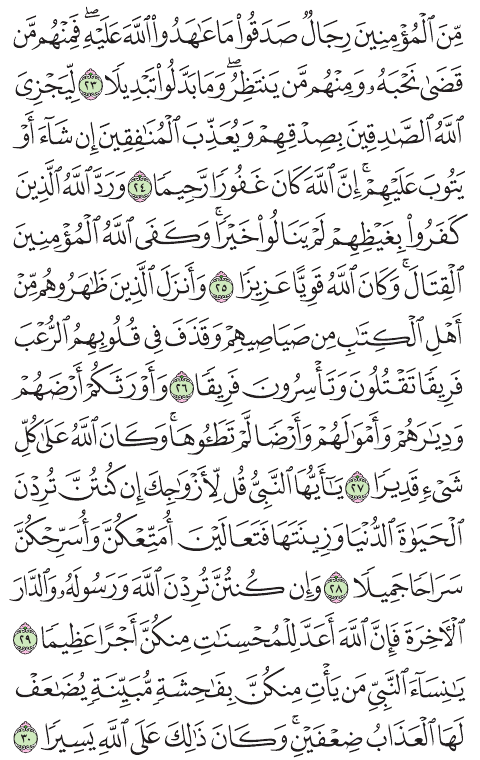 مِّنَ ٱلْمُؤْمِنِينَ رِجَالٌ صَدَقُوا۟ مَا عَـٰهَدُوا۟ ٱللَّهَ عَلَيْهِ ۖ فَمِنْهُم مَّن
قَضَىٰ نَحْبَهُۥ وَمِنْهُم مَّن يَنتَظِرُ ۖ وَمَا بَدَّلُوا۟ تَبْدِيلًا ٢٣ لِّيَجْزِىَ
ٱللَّهُ ٱلصَّـٰدِقِينَ بِصِدْقِهِمْ وَيُعَذِّبَ ٱلْمُنَـٰفِقِينَ إِن شَآءَ أَوْ
يَتُوبَ عَلَيْهِمْ ۚ إِنَّ ٱللَّهَ كَانَ غَفُورًا رَّحِيمًا ٢٤ وَرَدَّ ٱللَّهُ ٱلَّذِينَ
كَفَرُوا۟ بِغَيْظِهِمْ لَمْ يَنَالُوا۟ خَيْرًا ۚ وَكَفَى ٱللَّهُ ٱلْمُؤْمِنِينَ
ٱلْقِتَالَ ۚ وَكَانَ ٱللَّهُ قَوِيًّا عَزِيزًا ٢٥ وَأَنزَلَ ٱلَّذِينَ ظَـٰهَرُوهُم مِّنْ
أَهْلِ ٱلْكِتَـٰبِ مِن صَيَاصِيهِمْ وَقَذَفَ فِى قُلُوبِهِمُ ٱلرُّعْبَ
فَرِيقًا تَقْتُلُونَ وَتَأْسِرُونَ فَرِيقًا ٢٦ وَأَوْرَثَكُمْ أَرْضَهُمْ
وَدِيَـٰرَهُمْ وَأَمْوَٰلَهُمْ وَأَرْضًا لَّمْ تَطَـُٔوهَا ۚ وَكَانَ ٱللَّهُ عَلَىٰ كُلِّ
شَىْءٍ قَدِيرًا ٢٧ يَـٰٓأَيُّهَا ٱلنَّبِىُّ قُل لِّأَزْوَٰجِكَ إِن كُنتُنَّ تُرِدْنَ
ٱلْحَيَوٰةَ ٱلدُّنْيَا وَزِينَتَهَا فَتَعَالَيْنَ أُمَتِّعْكُنَّ وَأُسَرِّحْكُنَّ
سَرَاحًا جَمِيلًا ٢٨ وَإِن كُنتُنَّ تُرِدْنَ ٱللَّهَ وَرَسُولَهُۥ وَٱلدَّارَ
ٱلْـَٔاخِرَةَ فَإِنَّ ٱللَّهَ أَعَدَّ لِلْمُحْسِنَـٰتِ مِنكُنَّ أَجْرًا عَظِيمًا ٢٩
يَـٰنِسَآءَ ٱلنَّبِىِّ مَن يَأْتِ مِنكُنَّ بِفَـٰحِشَةٍ مُّبَيِّنَةٍ يُضَـٰعَفْ
لَهَا ٱلْعَذَابُ ضِعْفَيْنِ ۚ وَكَانَ ذَٰلِكَ عَلَى ٱللَّهِ يَسِيرًا ٣٠